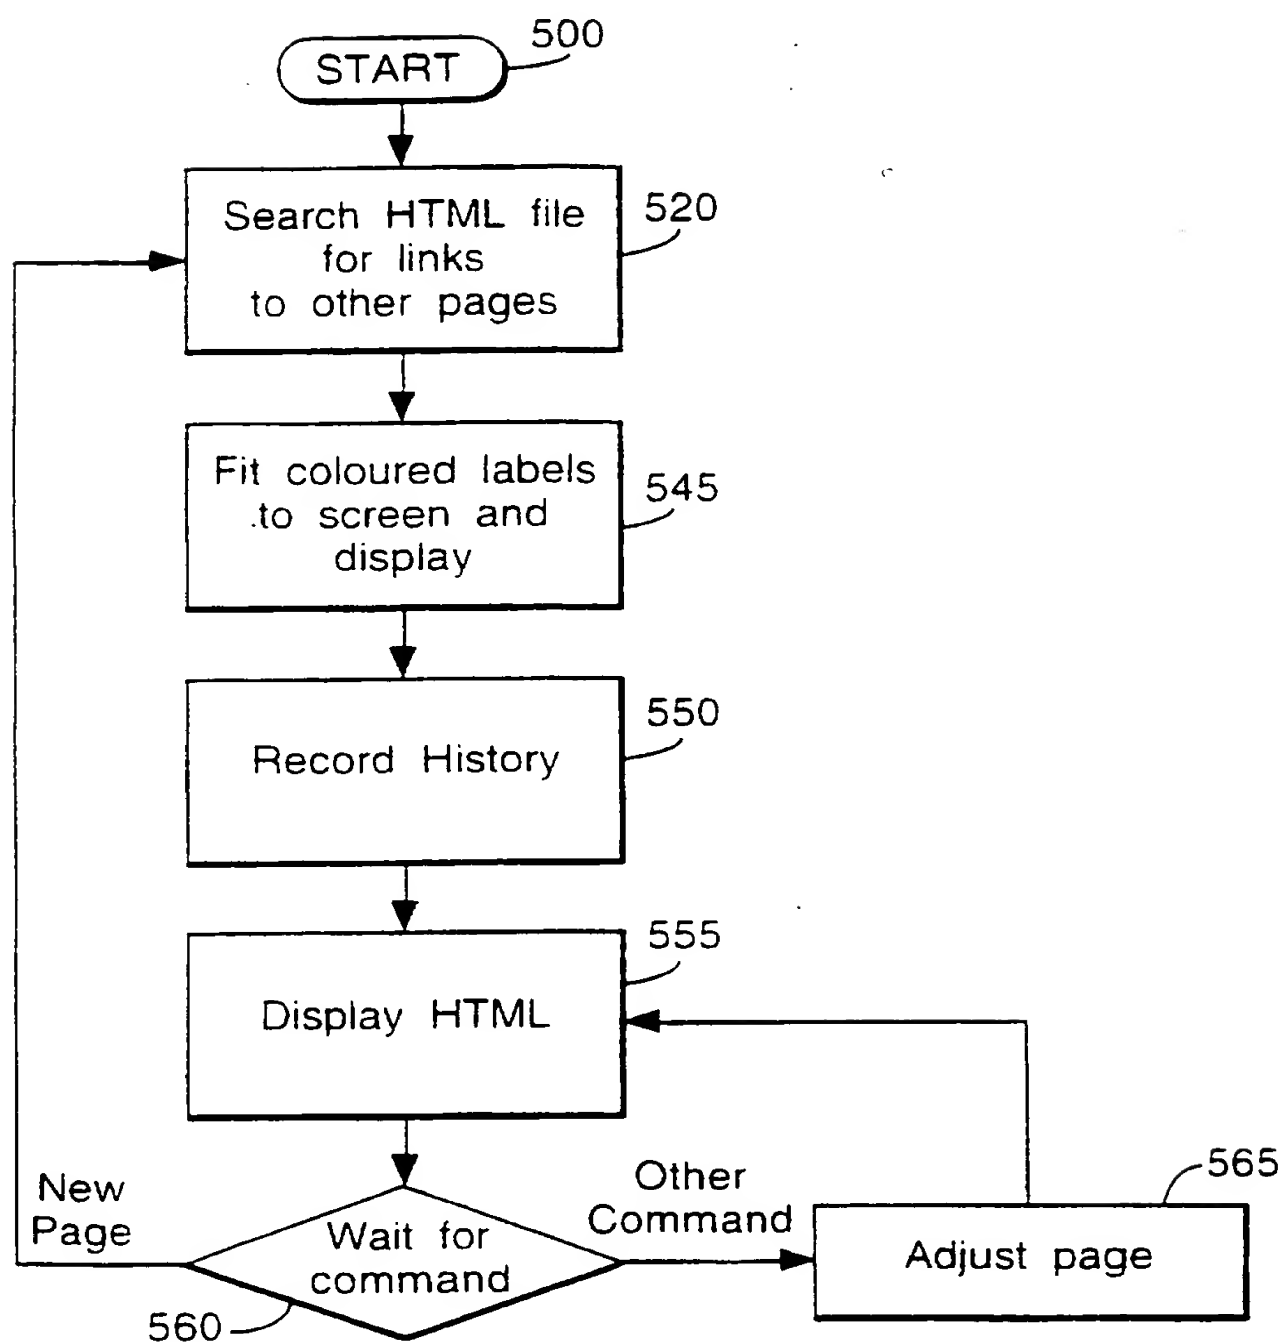 500
START
Search HTML file
for links
to other pages
520
Fit coloured labels
to screen and
display
545
Record History
550
Display HTML
555
New
Page
Wait for
command
560
Other
Command
Adjust page
565